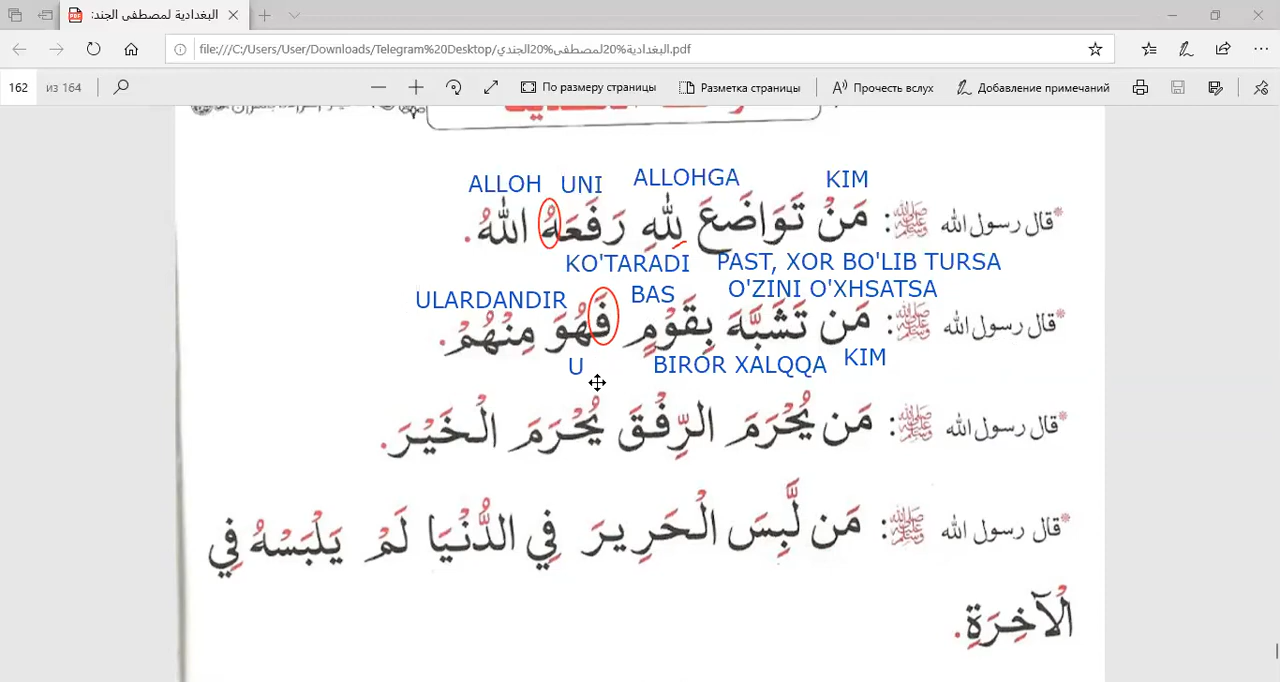 البغدادية لمصطفى الجند:
file:///C:/Users/User/Downloads/Telegram%20Desktop/البغدادية%20لمصطفى%20الجندي.pdf
162 из 164 По размеру страницы Разметка страницы Прочесть вслух Добавление примечаний
ALLOH UNI ALLOHGA KIM
*قال رسول الله ﷺ: مَنْ تَوَاضَعَ لِلّٰهِ رَفَعَهُ اللّٰهُ.
KO'TARADI PAST, XOR BO'LIB TURSA
ULARDANDIR BAS O'ZINI O'XHSATSA
*قال رسول الله ﷺ: مَن تَشَبَّهَ بِقَوْمٍ فَهُوَ مِنْهُمْ.
U BIROR XALQQA KIM
*قال رسول الله ﷺ: مَن يُحْرَمَ الرِّفْقَ يُحْرَمَ الْخَيْرَ.
*قال رسول الله ﷺ: مَن لَّبِسَ الْحَرِيرَ فِي الدُّنْيَا لَمْ يَلْبَسْهُ فِي
الْآخِرَةِ.